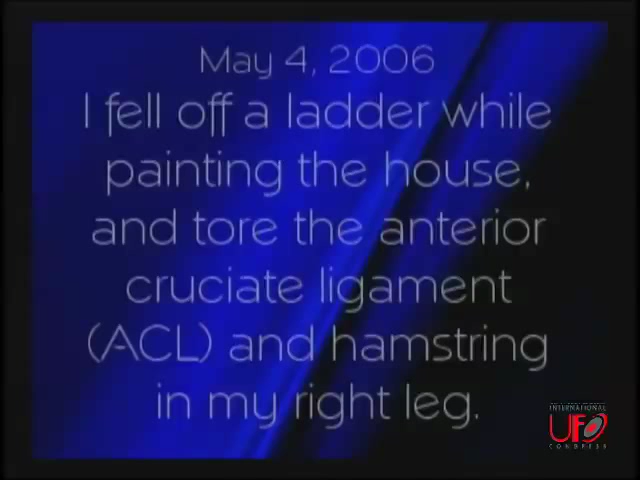 May 4, 2006
I fell off a ladder while
painting the house,
and tore the anterior
cruciate ligament
(ACL) and hamstring
in my right leg.
INTERNATIONAL
UFO
CONGRESS